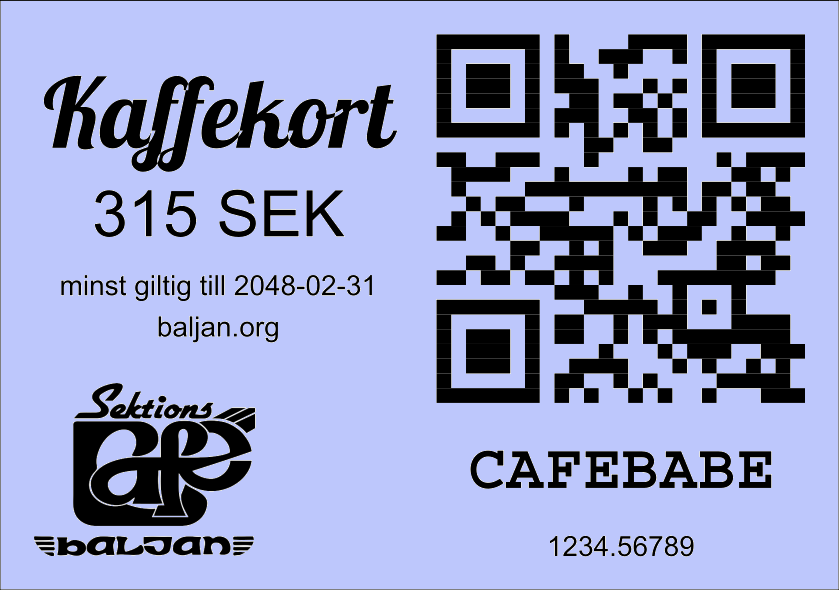 Kaffekort
315 SEK
minst giltig till 2048-02-31
baljan.org
Sektions
Café
BALJAN
CAFEBABE
1234.56789